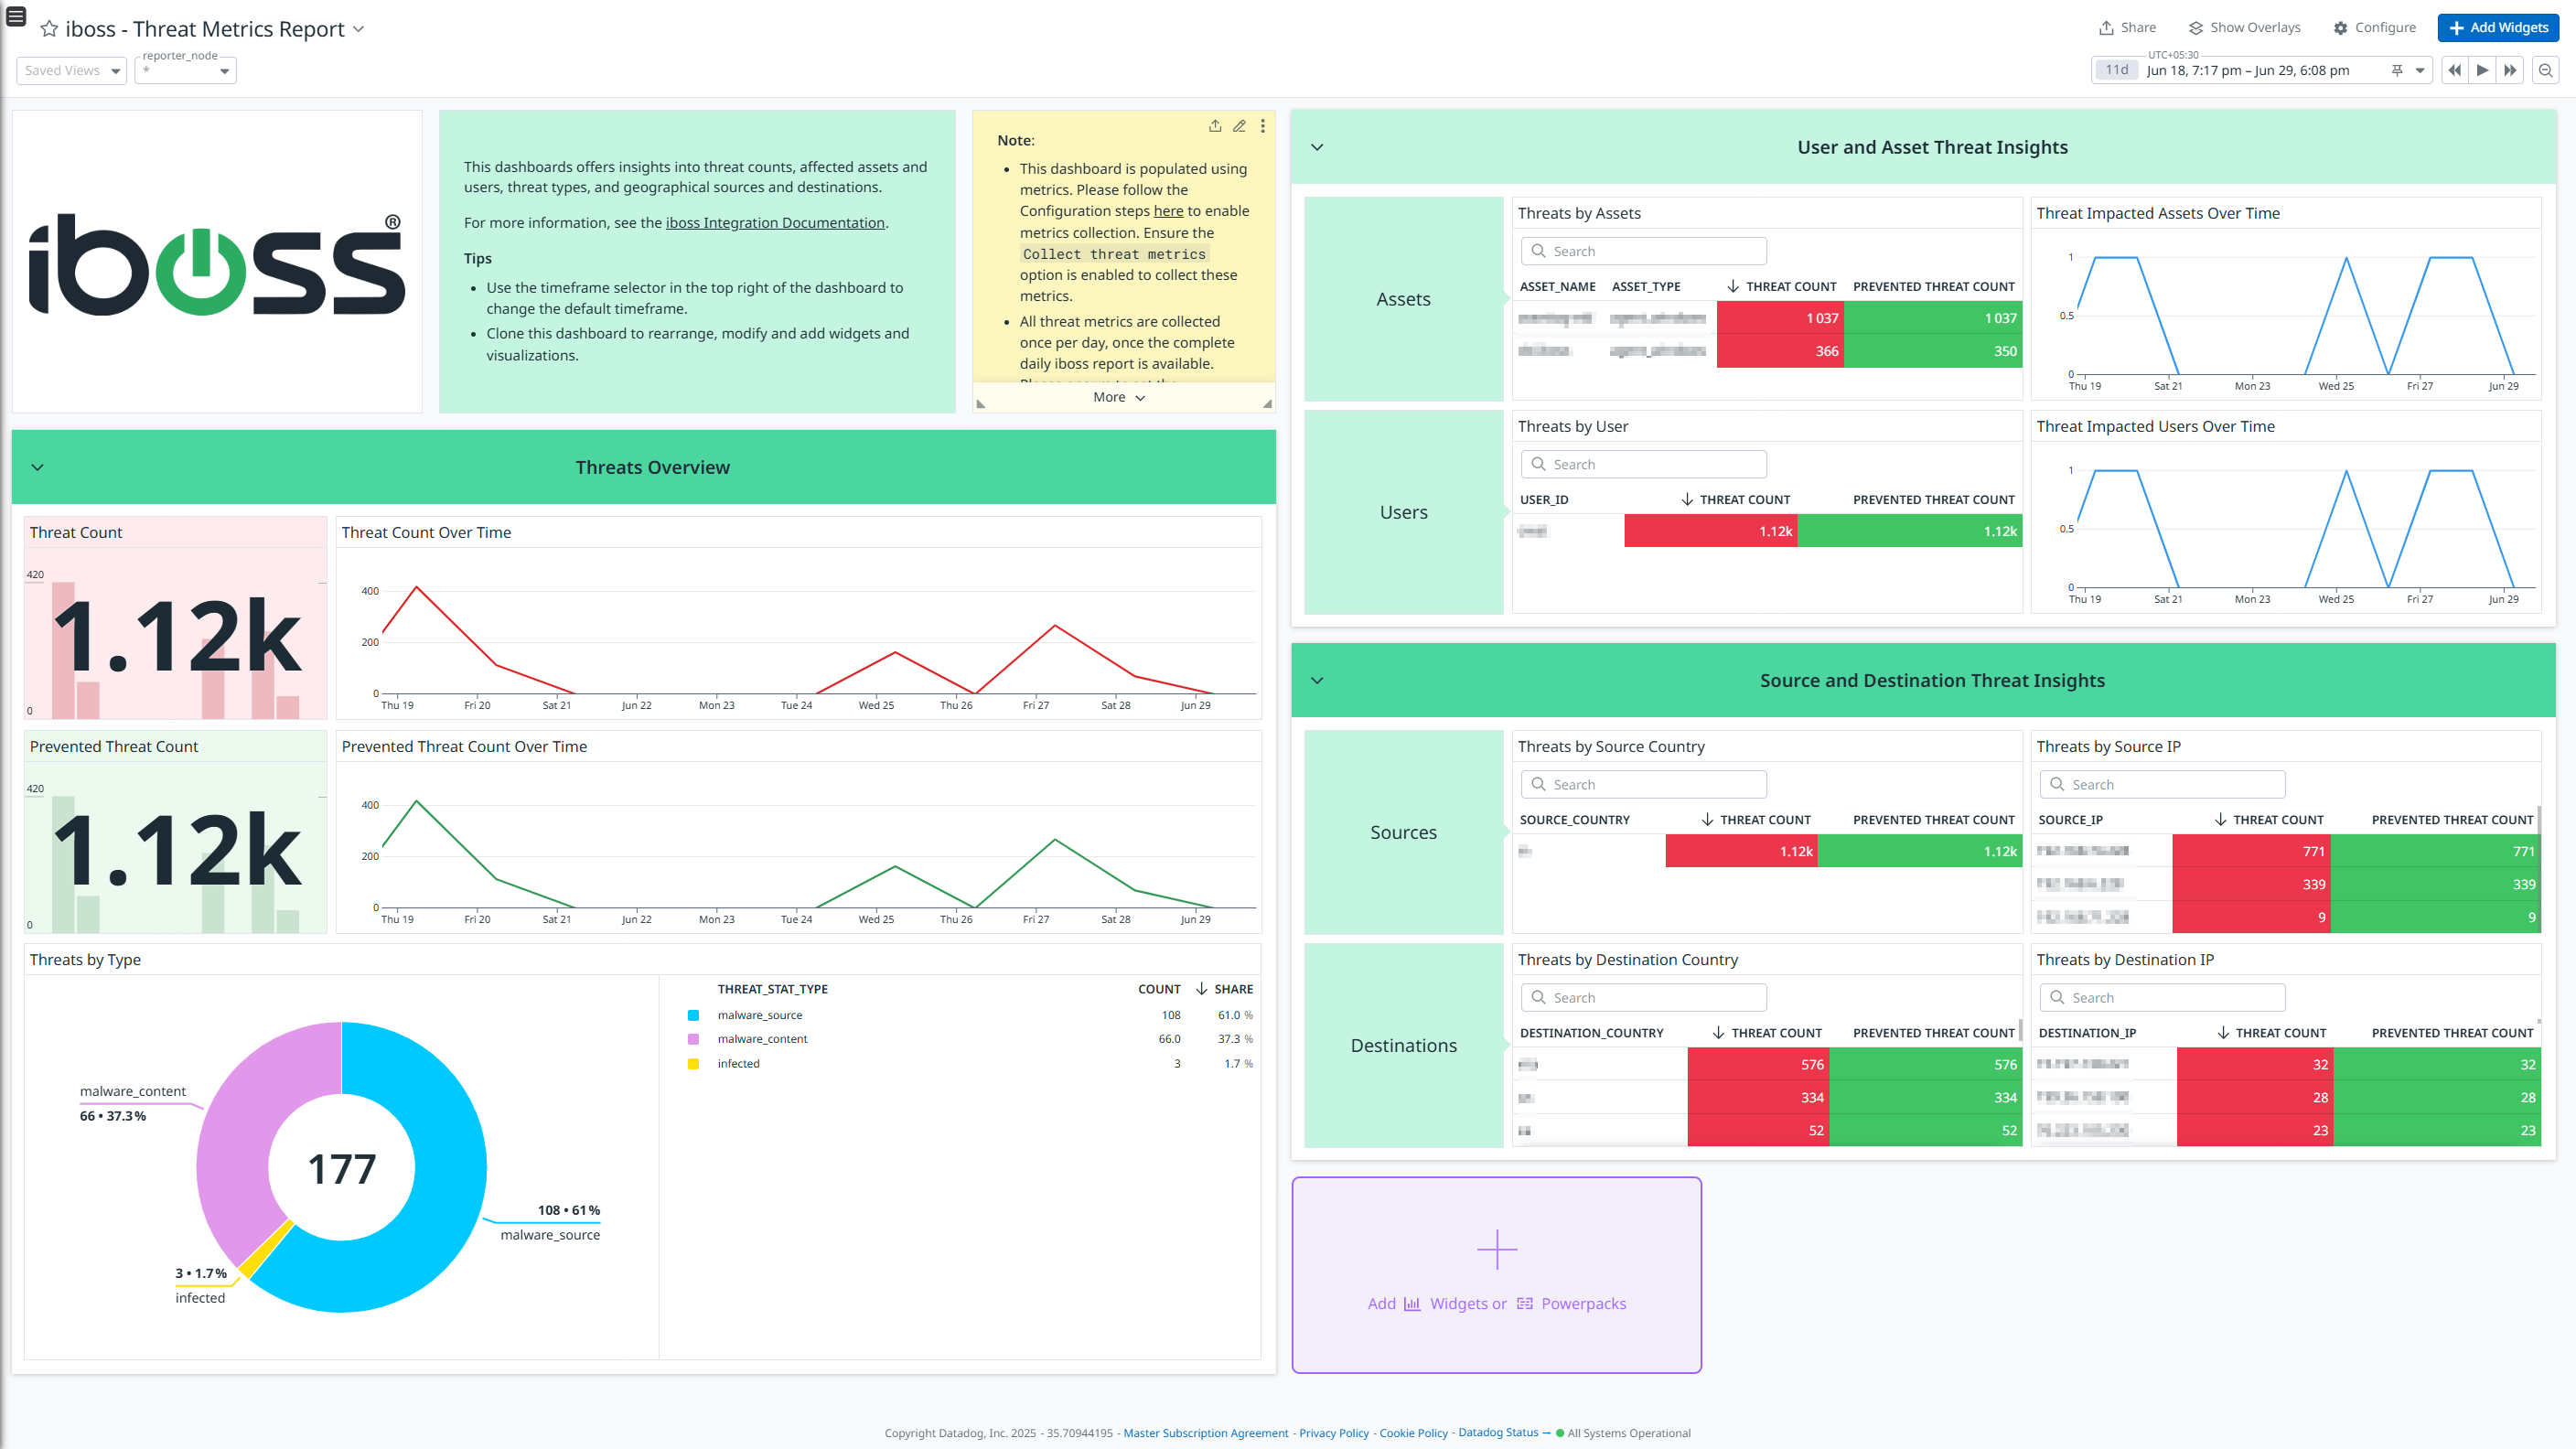 iboss - Threat Metrics Report
Share
Show Overlays
Configure
Add Widgets
Saved Views
reporter_node
*
UTC+05:30
11d
Jun 18, 7:17 pm – Jun 29, 6:08 pm
iboss®
This dashboards offers insights into threat counts, affected assets and
users, threat types, and geographical sources and destinations.
For more information, see the iboss Integration Documentation.
Tips
• Use the timeframe selector in the top right of the dashboard to
change the default timeframe.
• Clone this dashboard to rearrange, modify and add widgets and
visualizations.
Note:
• This dashboard is populated using
metrics. Please follow the
Configuration steps here to enable
metrics collection. Ensure the
Collect threat metrics
option is enabled to collect these
metrics.
• All threat metrics are collected
once per day, once the complete
daily iboss report is available.
More
Threats Overview
Threat Count
420
1.12k
0
Threat Count Over Time
400
200
0
Thu 19 Fri 20 Sat 21 Jun 22 Mon 23 Tue 24 Wed 25 Thu 26 Fri 27 Sat 28 Jun 29
Prevented Threat Count
420
1.12k
0
Prevented Threat Count Over Time
400
200
0
Thu 19 Fri 20 Sat 21 Jun 22 Mon 23 Tue 24 Wed 25 Thu 26 Fri 27 Sat 28 Jun 29
Threats by Type
malware_content
66 • 37.3%
177
108 • 61%
malware_source
3 • 1.7%
infected
THREAT_STAT_TYPE COUNT SHARE
malware_source 108 61.0 %
malware_content 66.0 37.3 %
infected 3 1.7 %
User and Asset Threat Insights
Assets
Threats by Assets
Search
ASSET_NAME ASSET_TYPE THREAT COUNT PREVENTED THREAT COUNT
1 037 1 037
366 350
Threat Impacted Assets Over Time
1
0.5
0
Thu 19 Sat 21 Mon 23 Wed 25 Fri 27 Jun 29
Users
Threats by User
Search
USER_ID THREAT COUNT PREVENTED THREAT COUNT
1.12k 1.12k
Threat Impacted Users Over Time
1
0.5
0
Thu 19 Sat 21 Mon 23 Wed 25 Fri 27 Jun 29
Source and Destination Threat Insights
Sources
Threats by Source Country
Search
SOURCE_COUNTRY THREAT COUNT PREVENTED THREAT COUNT
1.12k 1.12k
Threats by Source IP
Search
SOURCE_IP THREAT COUNT PREVENTED THREAT COUNT
771 771
339 339
9 9
Destinations
Threats by Destination Country
Search
DESTINATION_COUNTRY THREAT COUNT PREVENTED THREAT COUNT
576 576
334 334
52 52
Threats by Destination IP
Search
DESTINATION_IP THREAT COUNT PREVENTED THREAT COUNT
32 32
28 28
23 23
Add Widgets or Powerpacks
Copyright Datadog, Inc. 2025 - 35.70944195 - Master Subscription Agreement - Privacy Policy - Cookie Policy - Datadog Status → All Systems Operational